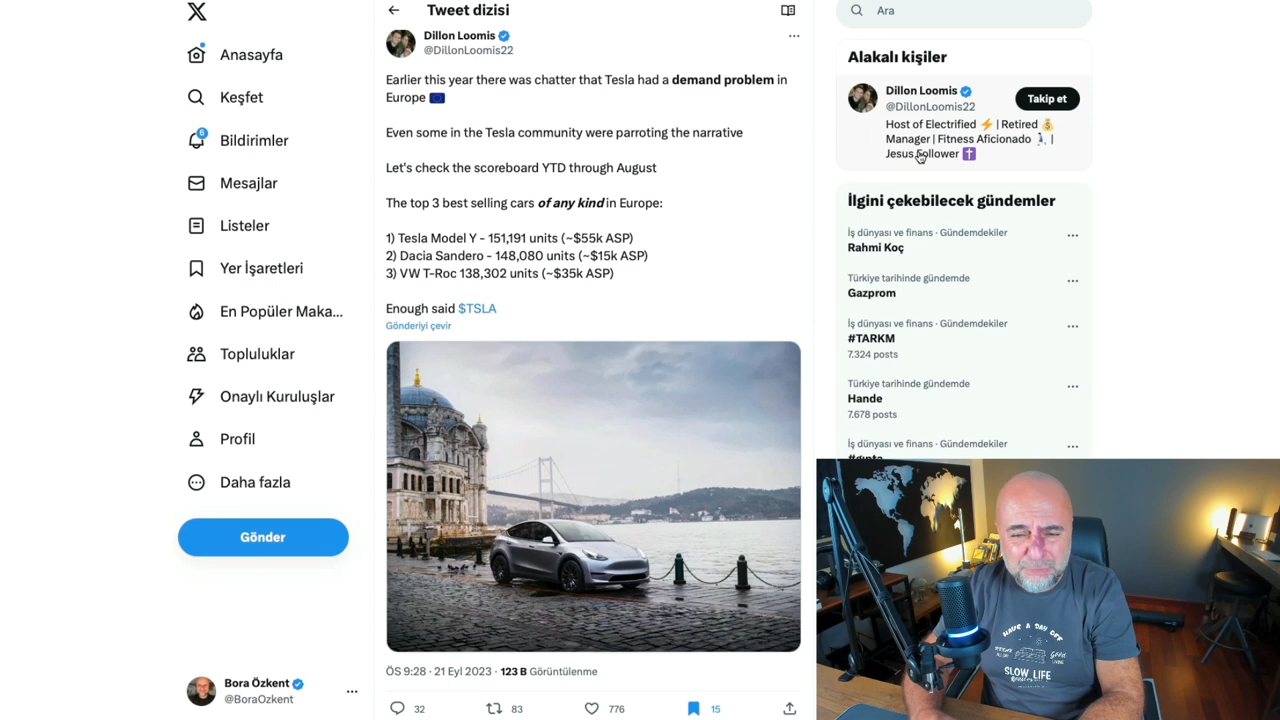 Anasayfa
Keşfet
6
Bildirimler
Mesajlar
Listeler
Yer İşaretleri
En Popüler Maka...
Topluluklar
Onaylı Kuruluşlar
Profil
Daha fazla
Gönder
Bora Özkent
@BoraOzkent
Tweet dizisi
Dillon Loomis
@DillonLoomis22
Earlier this year there was chatter that Tesla had a demand problem in
Europe
Even some in the Tesla community were parroting the narrative
Let's check the scoreboard YTD through August
The top 3 best selling cars of any kind in Europe:
1) Tesla Model Y - 151,191 units (~$55k ASP)
2) Dacia Sandero - 148,080 units (~$15k ASP)
3) VW T-Roc 138,302 units (~$35k ASP)
Enough said $TSLA
Gönderiyi çevir
ÖS 9:28 · 21 Eyl 2023 · 123 B Görüntülenme
32
83
776
15
Ara
Alakalı kişiler
Dillon Loomis
@DillonLoomis22
Takip et
Host of Electrified ⚡ | Retired 💰
Manager | Fitness Aficionado | 
Jesus Follower ✝️
İlgini çekebilecek gündemler
İş dünyası ve finans · Gündemdekiler
Rahmi Koç
Türkiye tarihinde gündemde
Gazprom
İş dünyası ve finans · Gündemdekiler
#TARKM
7.324 posts
Türkiye tarihinde gündemde
Hande
7.678 posts
İş dünyası ve finans · Gündemdekiler
HAVE A DAY OFF
Good
LIVING
SLOW LIFE